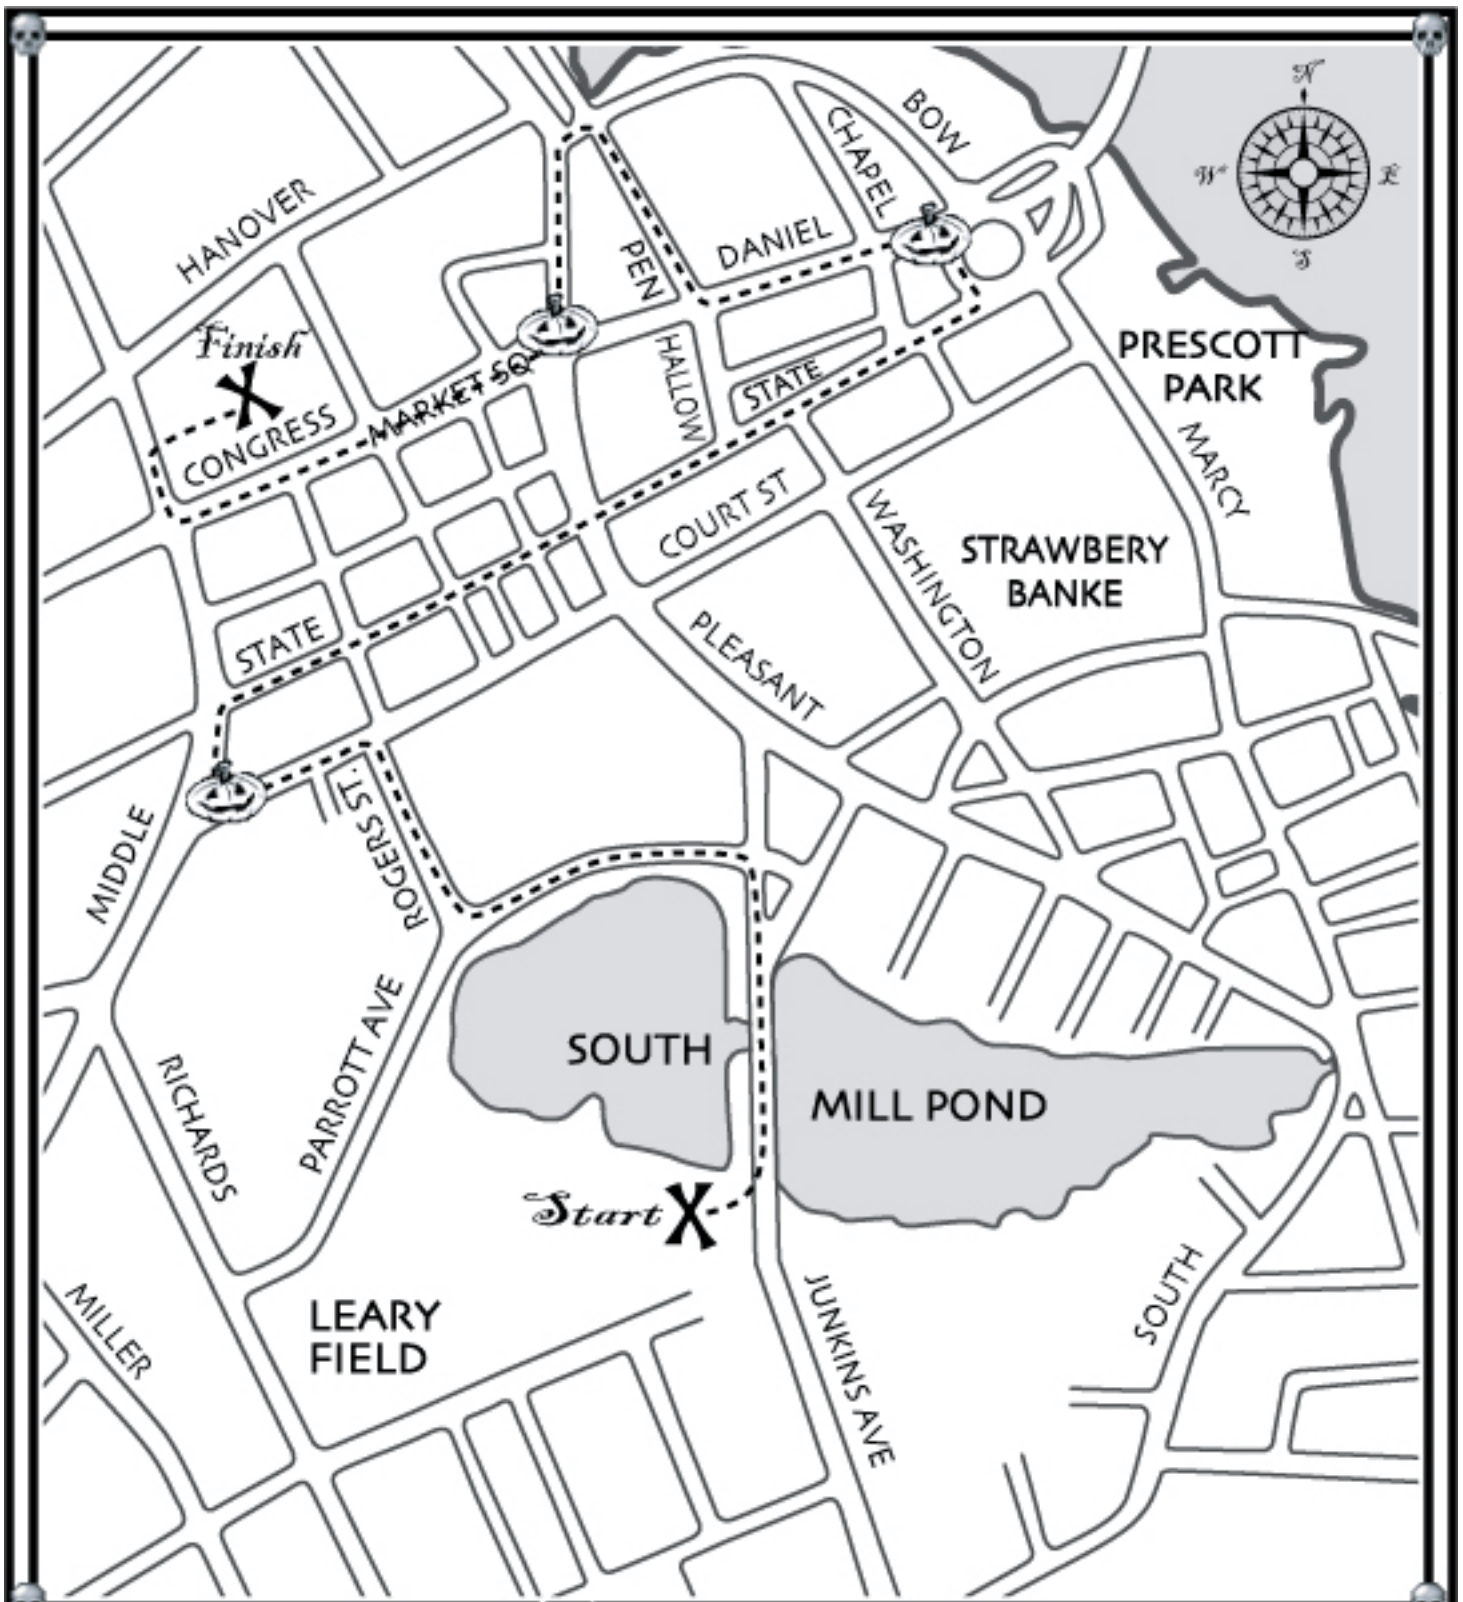 N
BOW
CHAPEL
W
E
HANOVER
PEN
DANIEL
S
Finish
HALLOW
PRESCOTT
PARK
MARKET SQ
STATE
CONGRESS
MARCY
COURT ST
WASHINGTON
STRAWBERY
BANKE
STATE
PLEASANT
MIDDLE
ROGERS ST.
SOUTH
PARROTT AVE
RICHARDS
MILL POND
Start
SOUTH
MILLER
LEARY
FIELD
JUNKINS AVE